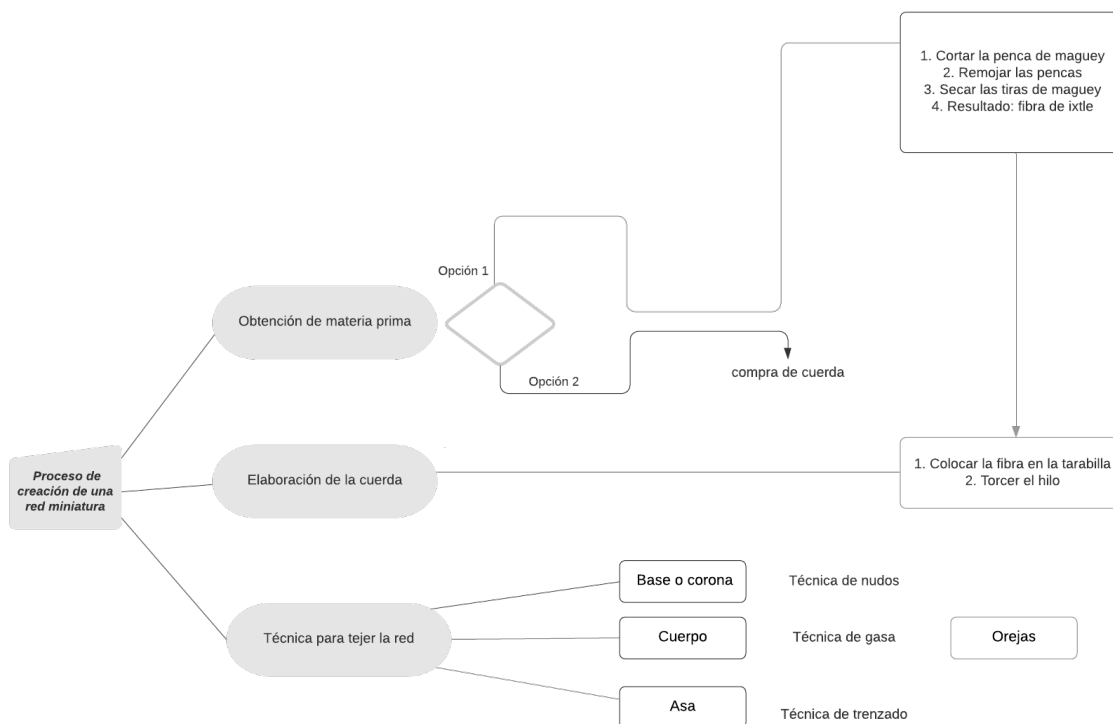 1. Cortar la penca de maguey
2. Remojar las pencas
3. Secar las tiras de maguey
4. Resultado: fibra de ixtle
Opción 1
Obtención de materia prima
compra de cuerda
Opción 2
Proceso de
creación de una
red miniatura
Elaboración de la cuerda
1. Colocar la fibra en la tarabilla
2. Torcer el hilo
Técnica para tejer la red
Base o corona
Técnica de nudos
Cuerpo
Técnica de gasa
Orejas
Asa
Técnica de trenzado